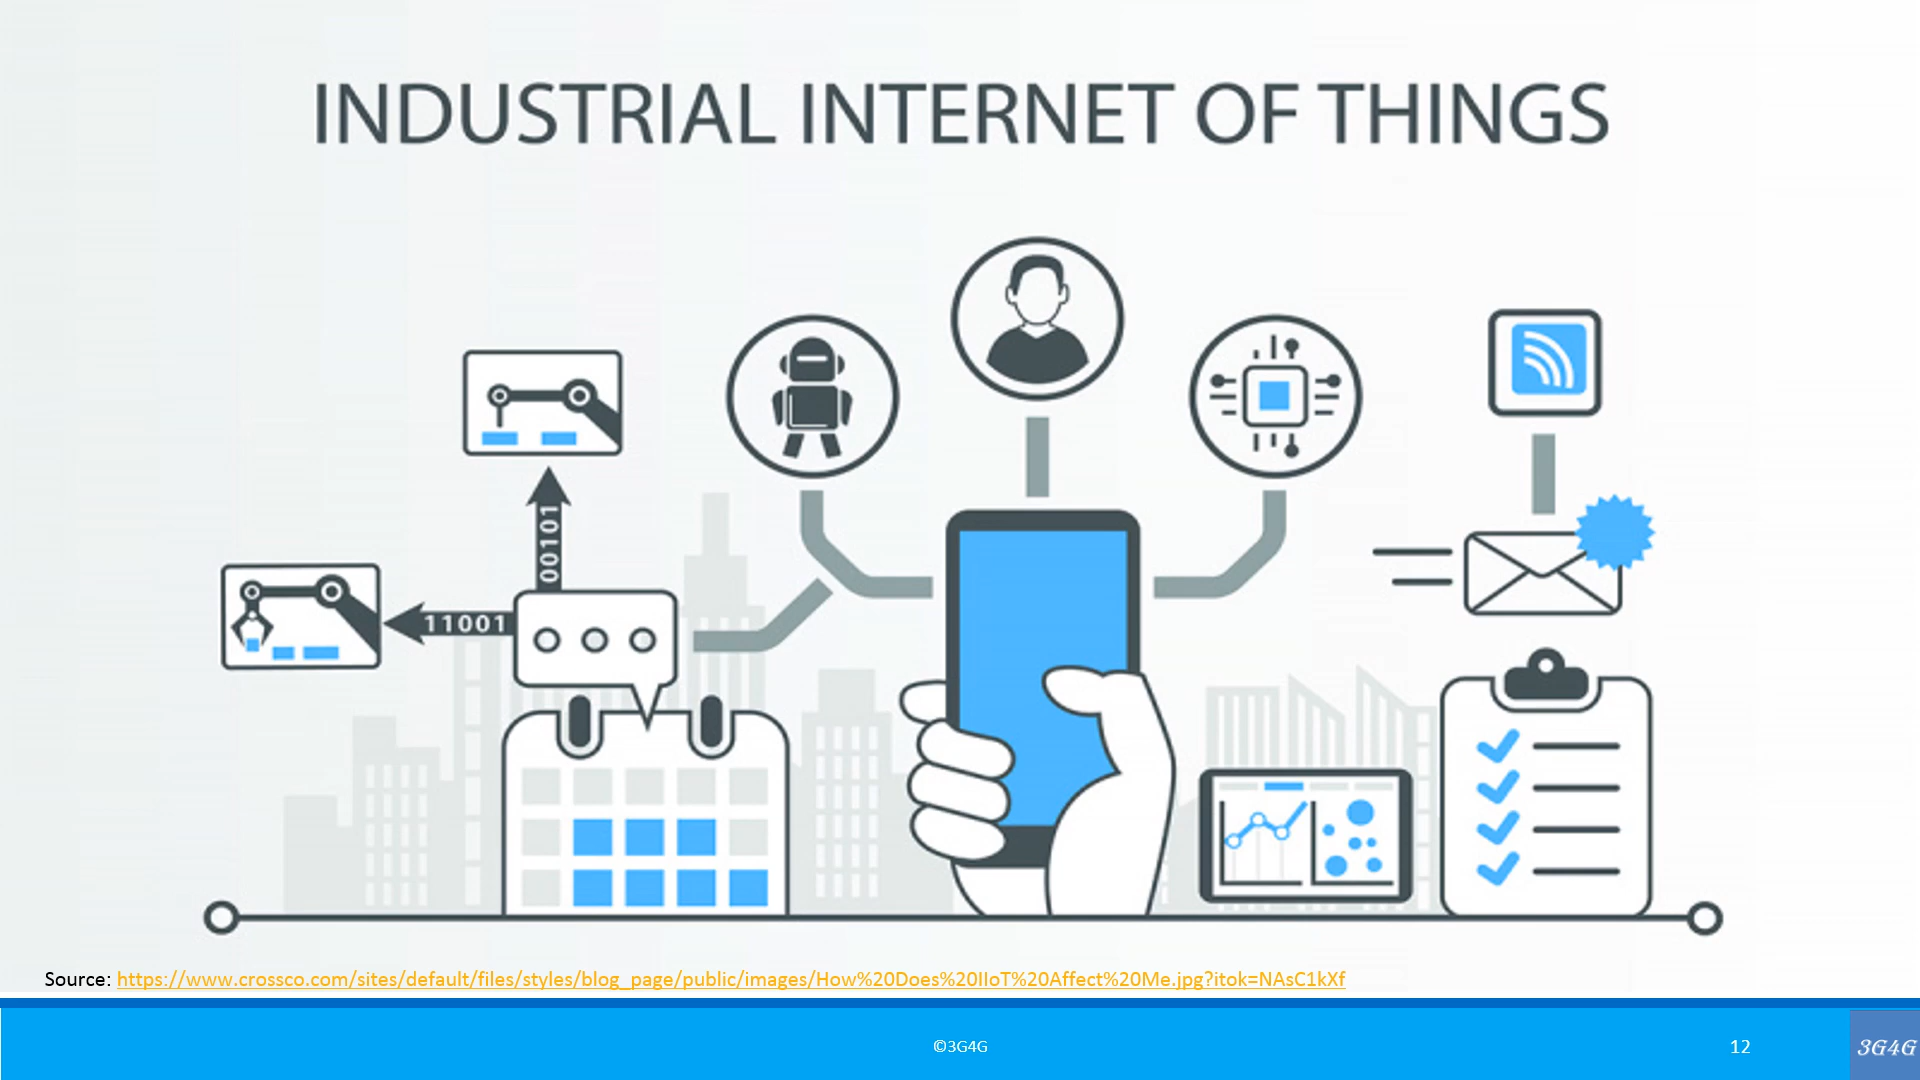 INDUSTRIAL INTERNET OF THINGS
00101
11001
Source: https://www.crossco.com/sites/default/files/styles/blog_page/public/images/How%20Does%20IIoT%20Affect%20Me.jpg?itok=NAsC1kXf
©3G4G
12
3G4G